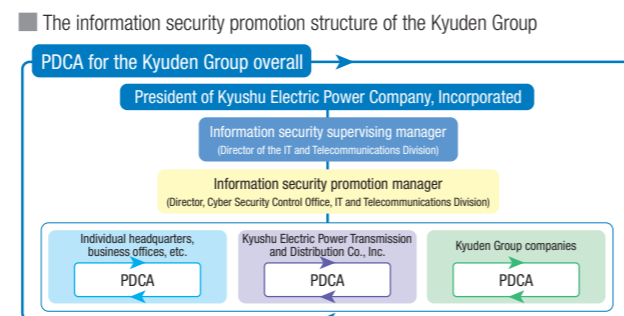 The information security promotion structure of the Kyuden Group
PDCA for the Kyuden Group overall
President of Kyushu Electric Power Company, Incorporated
Information security supervising manager
(Director of the IT and Telecommunications Division)
Information security promotion manager
(Director, Cyber Security Control Office, IT and Telecommunications Division)
Individual headquarters,
business offices, etc.
PDCA
Kyushu Electric Power Transmission
and Distribution Co., Inc.
PDCA
Kyuden Group companies
PDCA